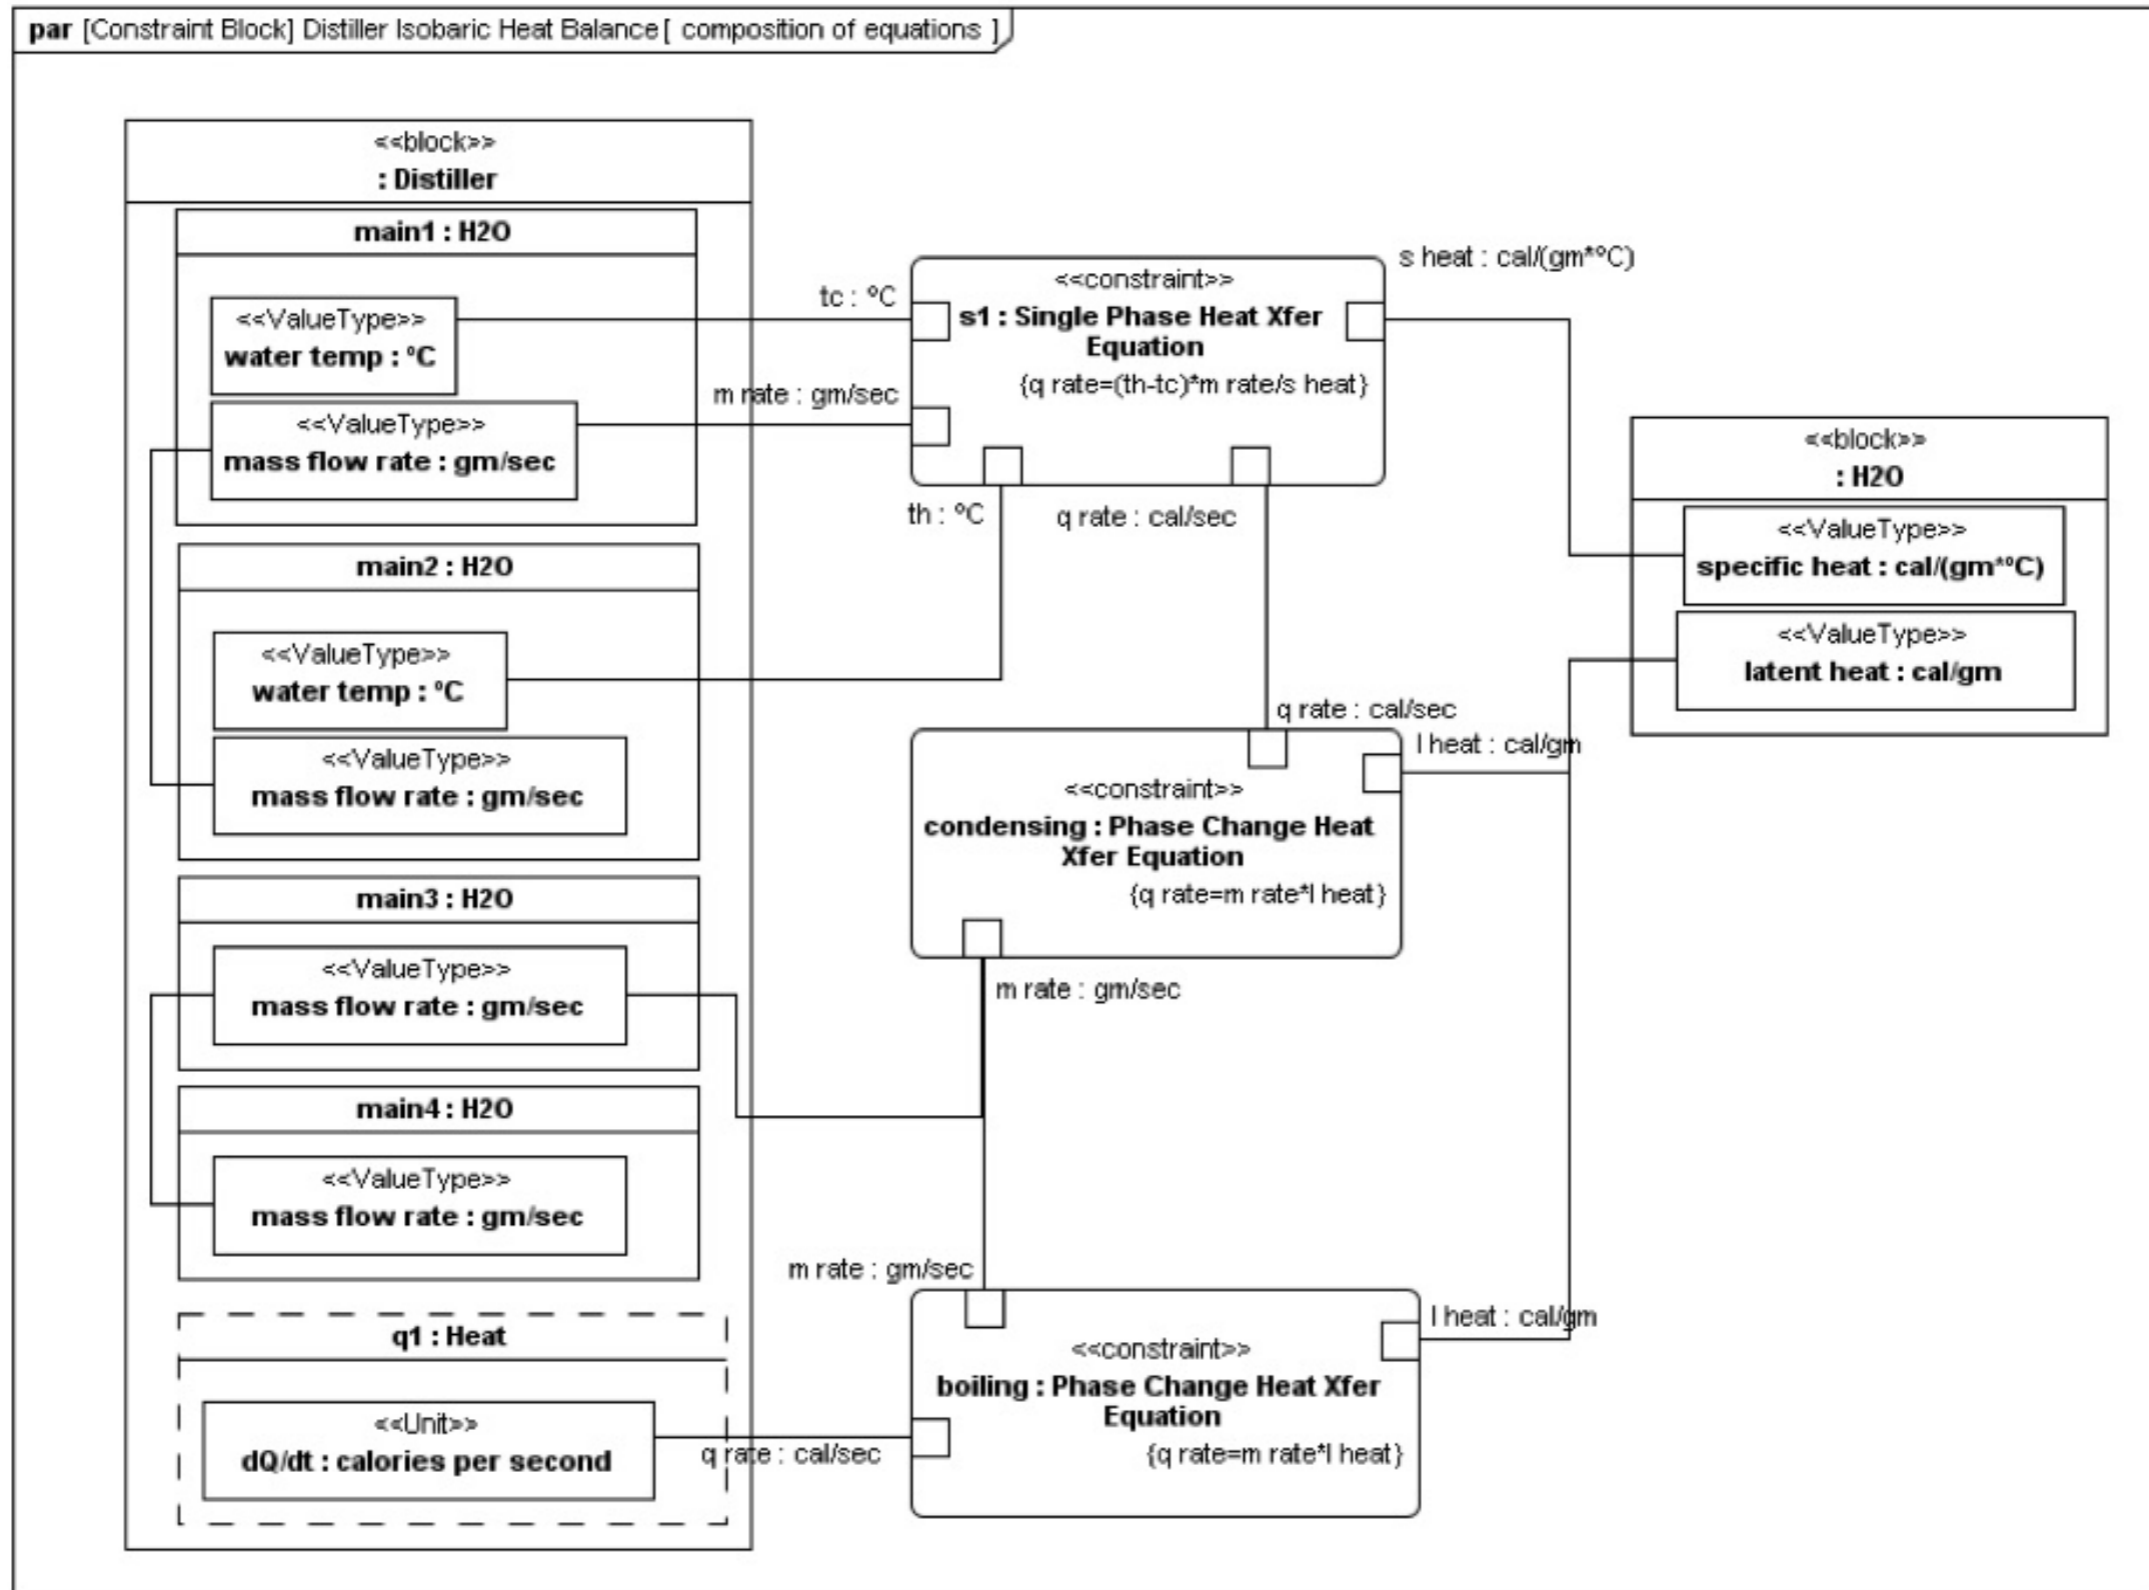 par [Constraint Block] Distiller Isobaric Heat Balance[ composition of equations ]
<<block>>
: Distiller
main1 : H2O
<<ValueType>>
water temp : °C
<<ValueType>>
mass flow rate : gm/sec
main2 : H2O
<<ValueType>>
water temp : °C
<<ValueType>>
mass flow rate : gm/sec
main3 : H2O
<<ValueType>>
mass flow rate : gm/sec
main4 : H2O
<<ValueType>>
mass flow rate : gm/sec
q1 : Heat
<<Unit>>
dQ/dt : calories per second
tc : °C
m rate : gm/sec
<<constraint>>
s1 : Single Phase Heat Xfer
Equation
{q rate=(th-tc)*m rate/s heat}
s heat : cal/(gm*°C)
th : °C
q rate : cal/sec
q rate : cal/sec
l heat : cal/gm
<<constraint>>
condensing : Phase Change Heat
Xfer Equation
{q rate=m rate*l heat}
m rate : gm/sec
m rate : gm/sec
l heat : cal/gm
<<constraint>>
boiling : Phase Change Heat Xfer
Equation
{q rate=m rate*l heat}
q rate : cal/sec
<<block>>
: H2O
<<ValueType>>
specific heat : cal/(gm*°C)
<<ValueType>>
latent heat : cal/gm